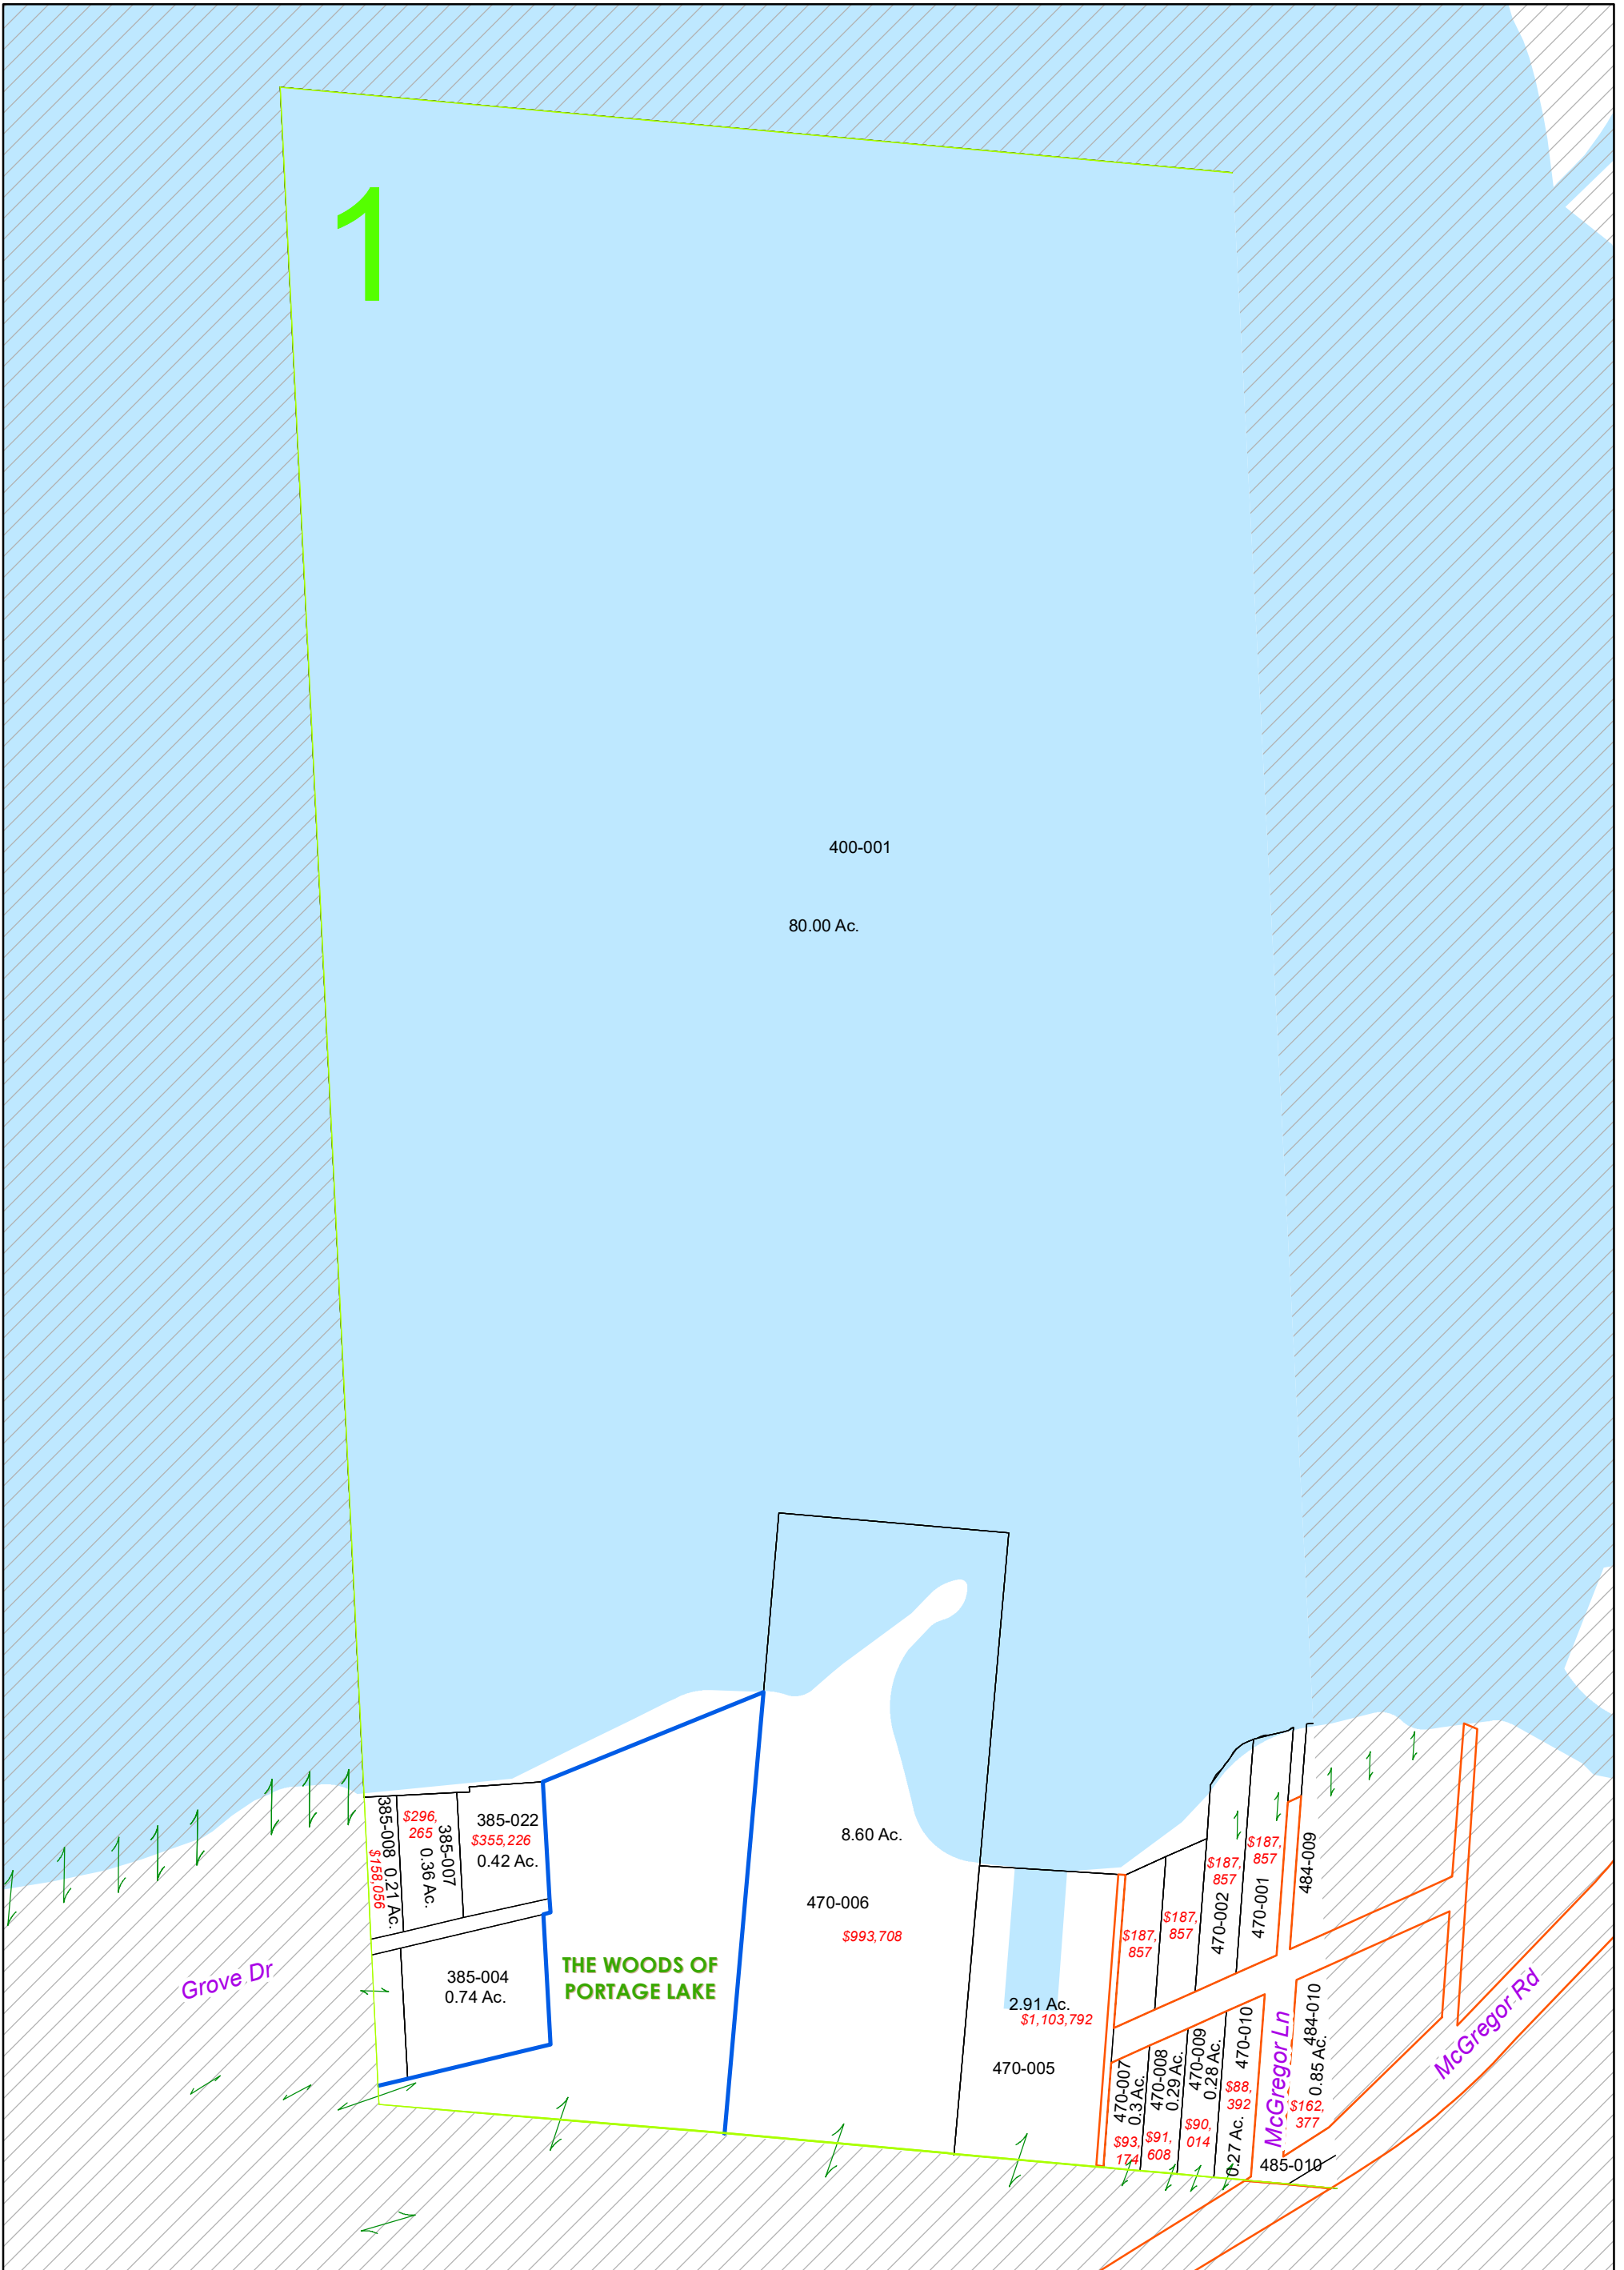 1
400-001
80.00 Ac.
385-008 0.21 Ac.
$158,056
$296,
265
385-007
0.36 Ac.
385-022
$355,226
0.42 Ac.
385-004
0.74 Ac.
Grove Dr
THE WOODS OF
PORTAGE LAKE
8.60 Ac.
470-006
$993,708
2.91 Ac.
$1,103,792
470-005
$187,
857
$187,
857
$187,
857
470-002
$187,
857
470-001
484-009
470-007
0.3 Ac.
$93,
174
470-008
0.29 Ac.
$91,
608
470-009
0.28 Ac.
$90,
014
470-010
$88,
392
0.27 Ac.
McGregor Ln
484-010
0.85 Ac.
$162,
377
485-010
McGregor Rd